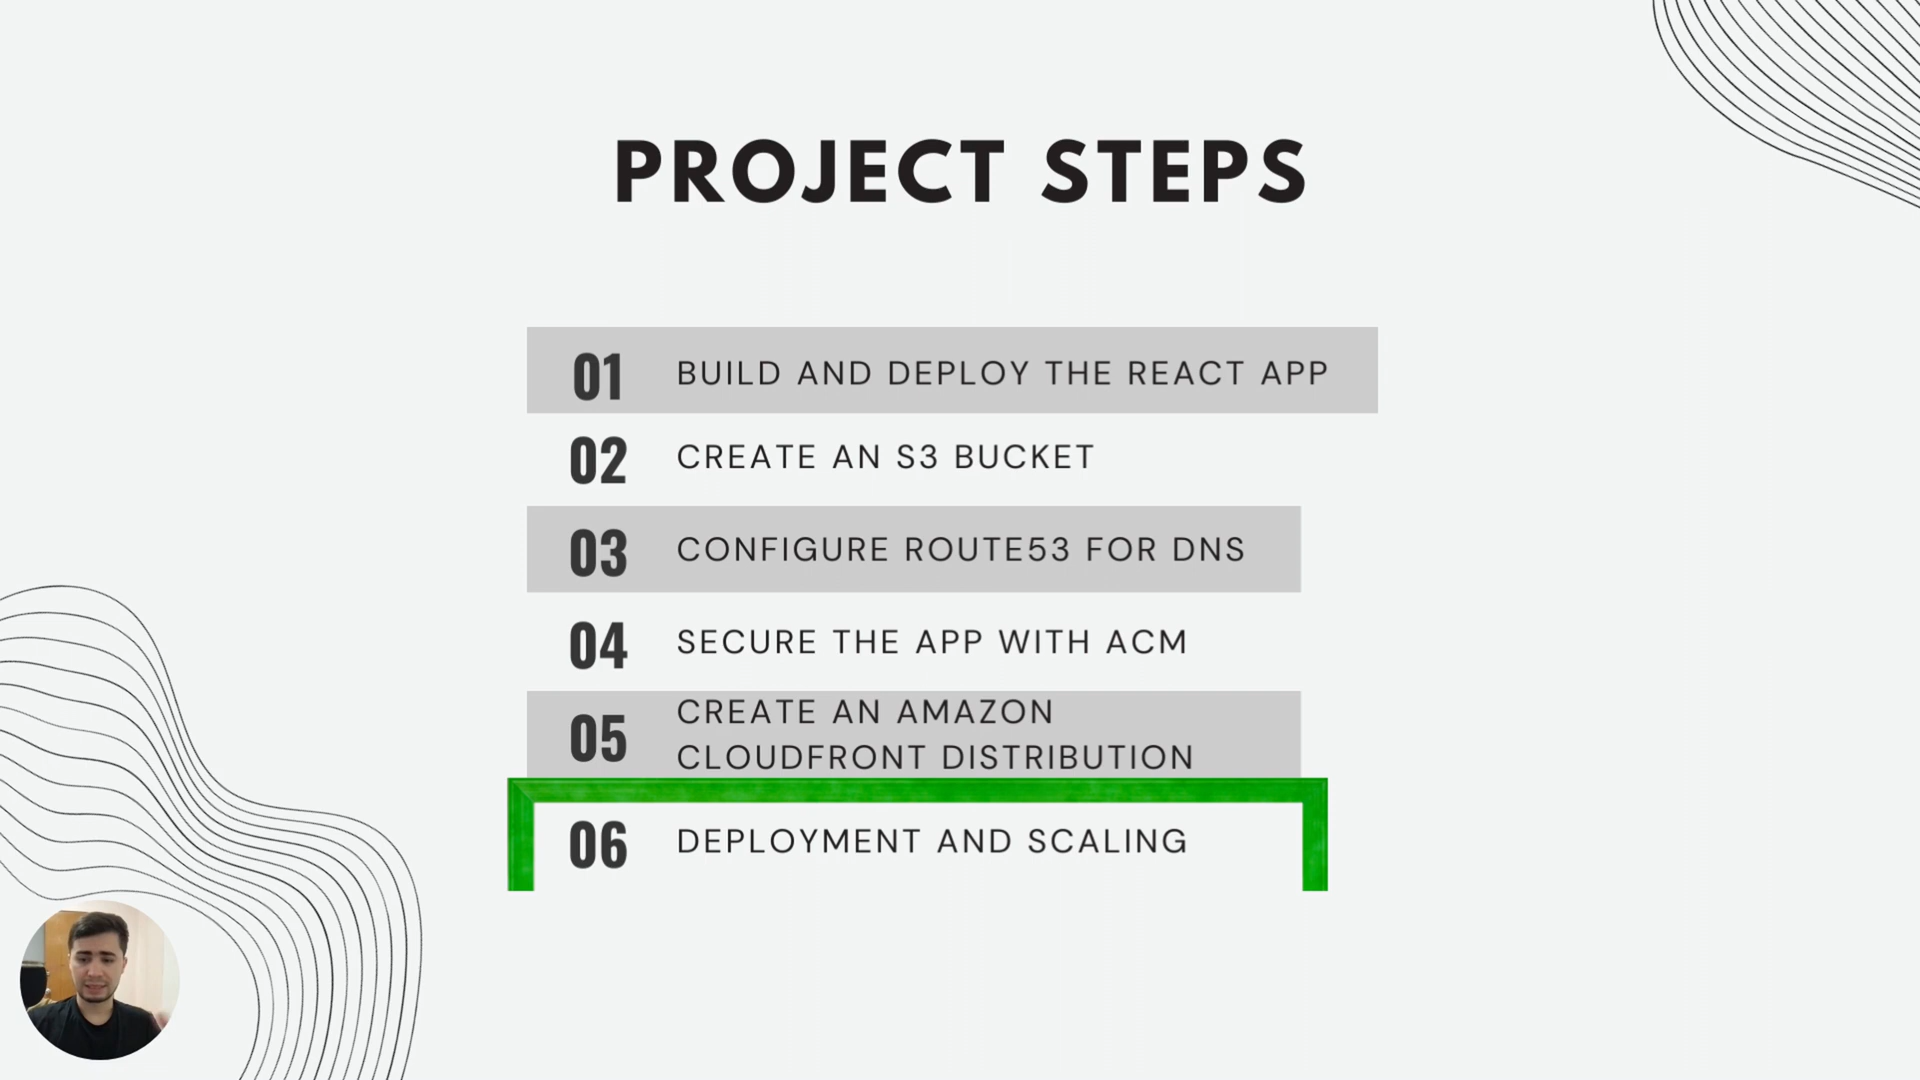 PROJECT STEPS
01 BUILD AND DEPLOY THE REACT APP
02 CREATE AN S3 BUCKET
03 CONFIGURE ROUTE53 FOR DNS
04 SECURE THE APP WITH ACM
05 CREATE AN AMAZON
CLOUDFRONT DISTRIBUTION
06 DEPLOYMENT AND SCALING